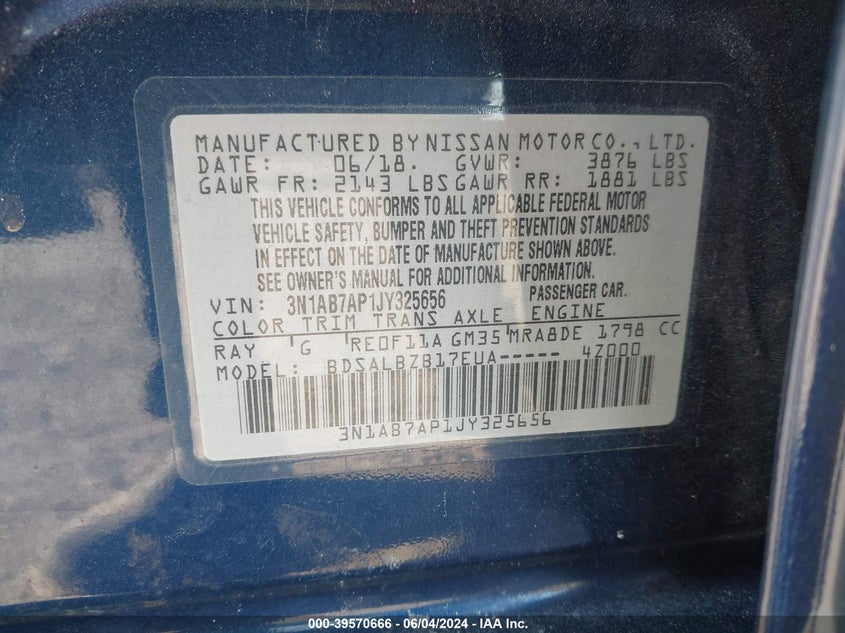 MANUFACTURED BY NISSAN MOTOR CO., LTD.
DATE: 06/18. GVWR: 3876 LBS
GAWR FR: 2143 LBS GAWR RR: 1881 LBS
THIS VEHICLE CONFORMS TO ALL APPLICABLE FEDERAL MOTOR
VEHICLE SAFETY, BUMPER AND THEFT PREVENTION STANDARDS
IN EFFECT ON THE DATE OF MANUFACTURE SHOWN ABOVE.
SEE OWNER'S MANUAL FOR ADDITIONAL INFORMATION.
VIN: 3N1AB7AP1JY325656 PASSENGER CAR.
COLOR TRIM TRANS AXLE ENGINE
RAY G RE0F11A GM35 MRA8DE 1798 CC
MODEL: BDSALBZB17EUA----- 4Z000
3N1AB7AP1JY325656
000-39570666 - 06/04/2024 - IAA Inc.